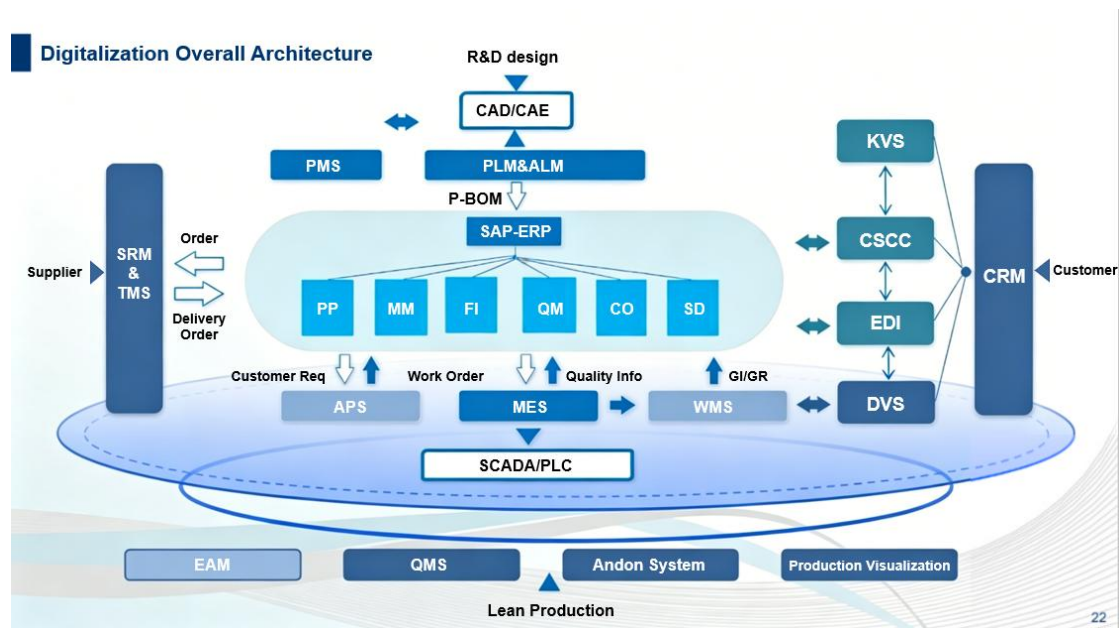 Digitalization Overall Architecture
R&D design
CAD/CAE
PMS
PLM&ALM
P-BOM
SAP-ERP
PP
MM
FI
QM
CO
SD
Supplier
SRM
&
TMS
Order
Delivery
Order
KVS
CSCC
EDI
DVS
CRM
Customer
Customer Req
Work Order
Quality Info
GI/GR
APS
MES
WMS
SCADA/PLC
EAM
QMS
Andon System
Production Visualization
Lean Production
22